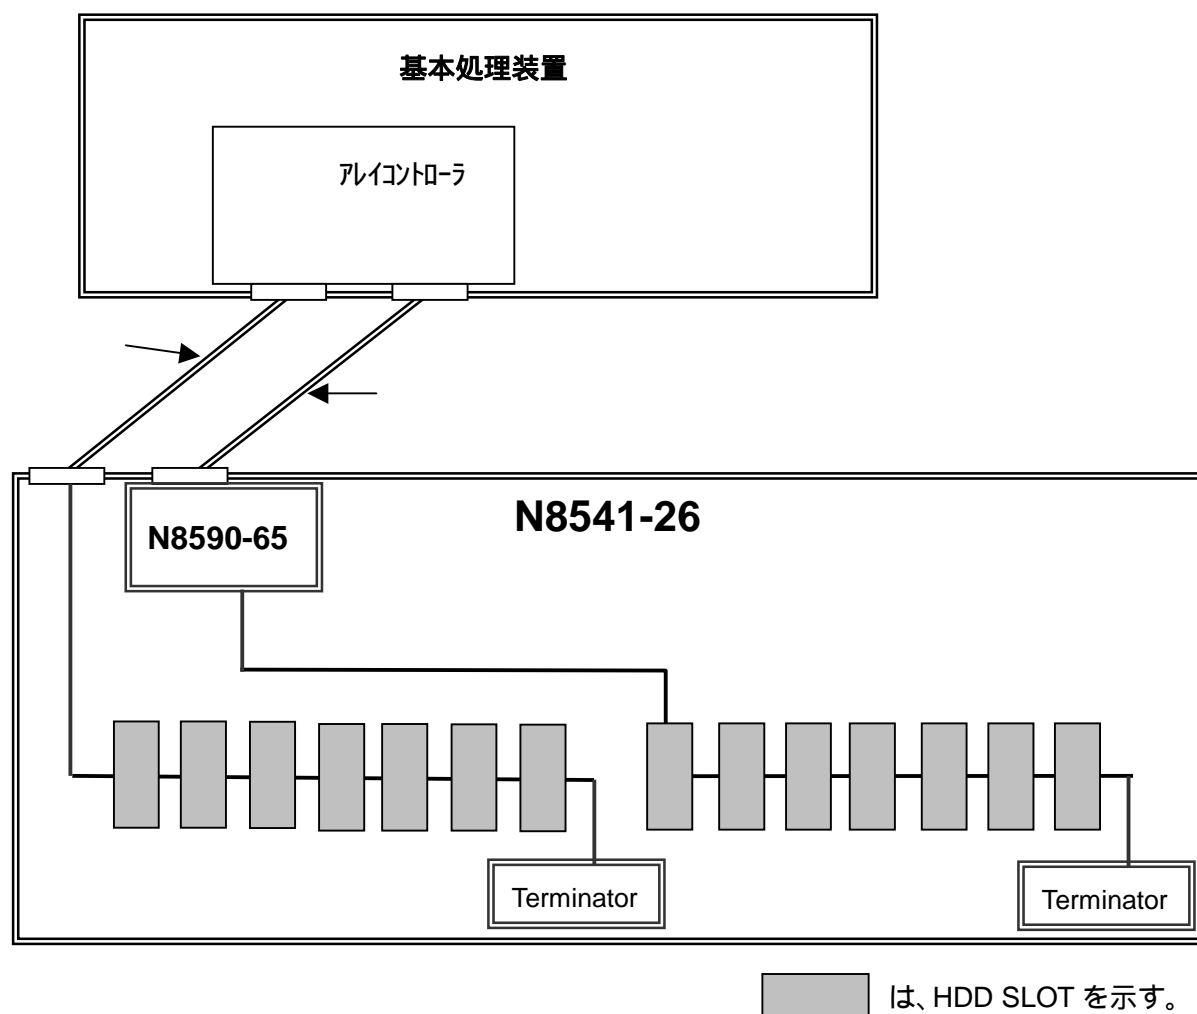 基本処理装置
ｱﾚｲｺﾝﾄﾛｰﾗ
N8541-26
N8590-65
Terminator
Terminator
は、HDD SLOT を示す。